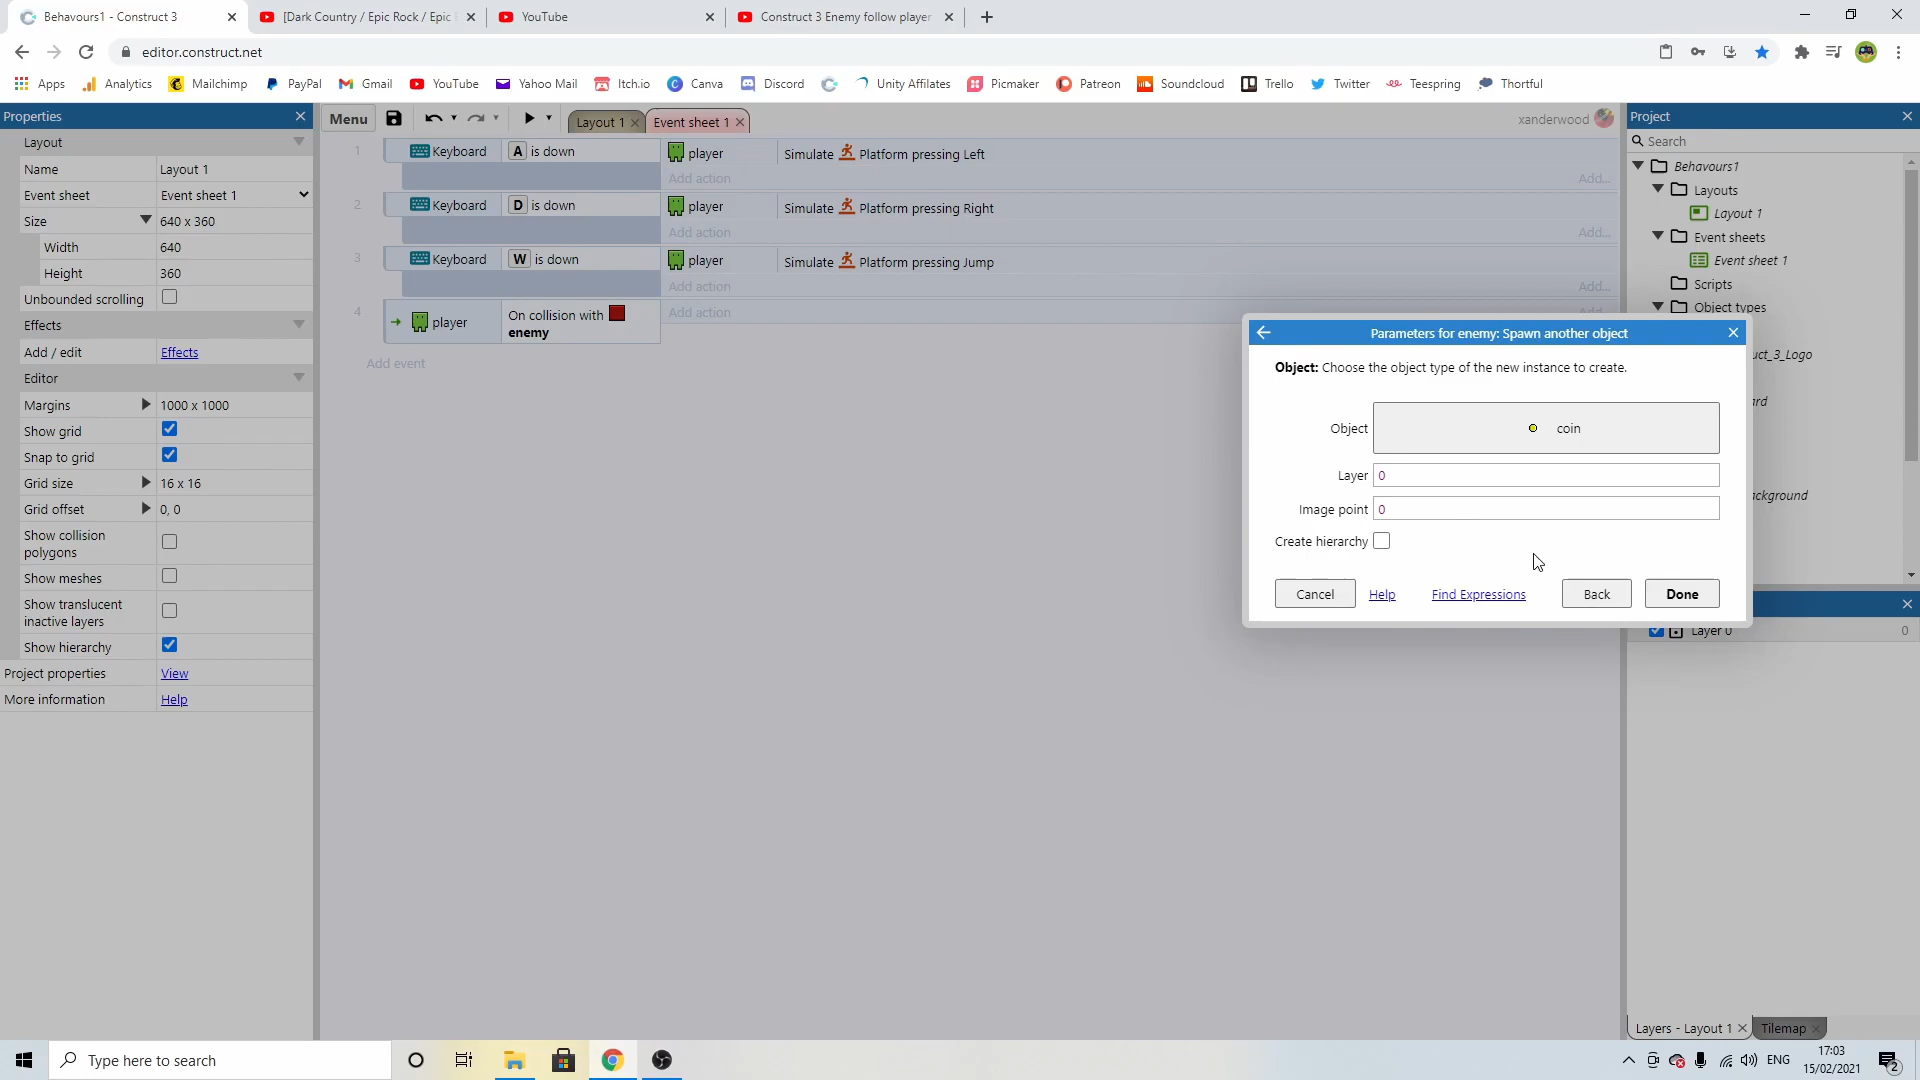 Behavours1 - Construct 3
[Dark Country / Epic Rock / Epic
YouTube
Construct 3 Enemy follow player
editor.construct.net
Apps
Analytics
Mailchimp
PayPal
Gmail
YouTube
Yahoo Mail
Itch.io
Canva
Discord
Unity Affilates
Picmaker
Patreon
Soundcloud
Trello
Twitter
Teespring
Thortful
Properties
Layout
Name Layout 1
Event sheet Event sheet 1
Size 640 x 360
Width 640
Height 360
Unbounded scrolling
Effects
Add / edit Effects
Editor
Margins 1000 x 1000
Show grid
Snap to grid
Grid size 16 x 16
Grid offset 0, 0
Show collision
polygons
Show meshes
Show translucent
inactive layers
Show hierarchy
Project properties View
More information Help
Menu
Layout 1
Event sheet 1
xanderwood
1 Keyboard A is down player Simulate Platform pressing Left
Add action Add...
2 Keyboard D is down player Simulate Platform pressing Right
Add action Add...
3 Keyboard W is down player Simulate Platform pressing Jump
Add action Add...
4 player On collision with
enemy
Add action
Add event
Parameters for enemy: Spawn another object
Object: Choose the object type of the new instance to create.
Object coin
Layer 0
Image point 0
Create hierarchy
Cancel Help Find Expressions Back Done
Project
Search
Behavours1
Layouts
Layout 1
Event sheets
Event sheet 1
Scripts
Object types
uct_3_Logo
ard
ckground
Layer 0 0
Layers - Layout 1
Tilemap
Type here to search
ENG
17:03
15/02/2021
2